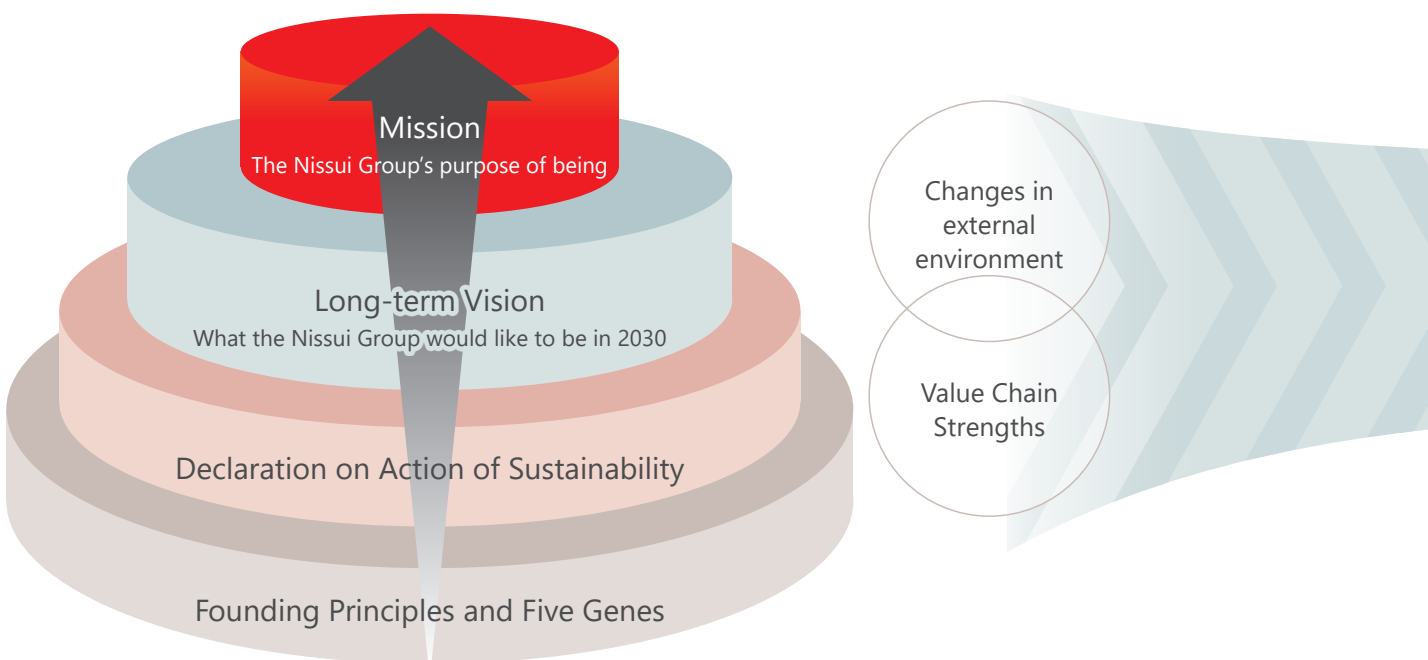 Mission
The Nissui Group’s purpose of being
Long-term Vision
What the Nissui Group would like to be in 2030
Declaration on Action of Sustainability
Founding Principles and Five Genes
Changes in
external
environment
Value Chain
Strengths